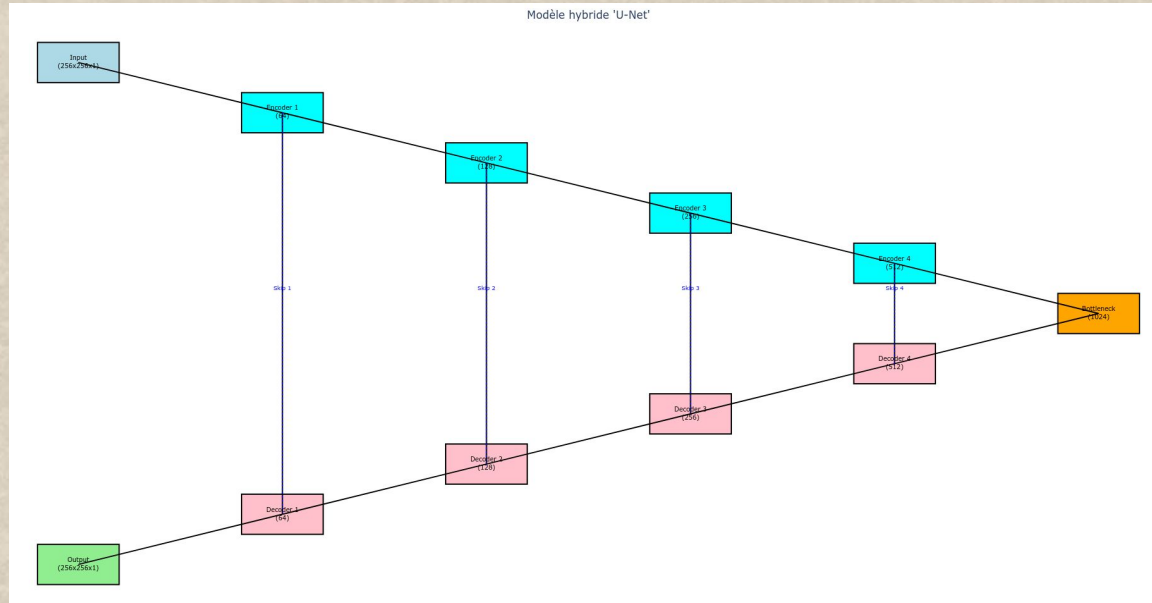 Modèle hybride 'U-Net'
Input
(256x256x1)
Encoder 1
(64)
Encoder 2
(128)
Encoder 3
(256)
Encoder 4
(512)
Skip 1
Skip 2
Skip 3
Skip 4
Bottleneck
(1024)
Decoder 4
(512)
Decoder 3
(256)
Decoder 2
(128)
Decoder 1
(64)
Output
(256x256x1)